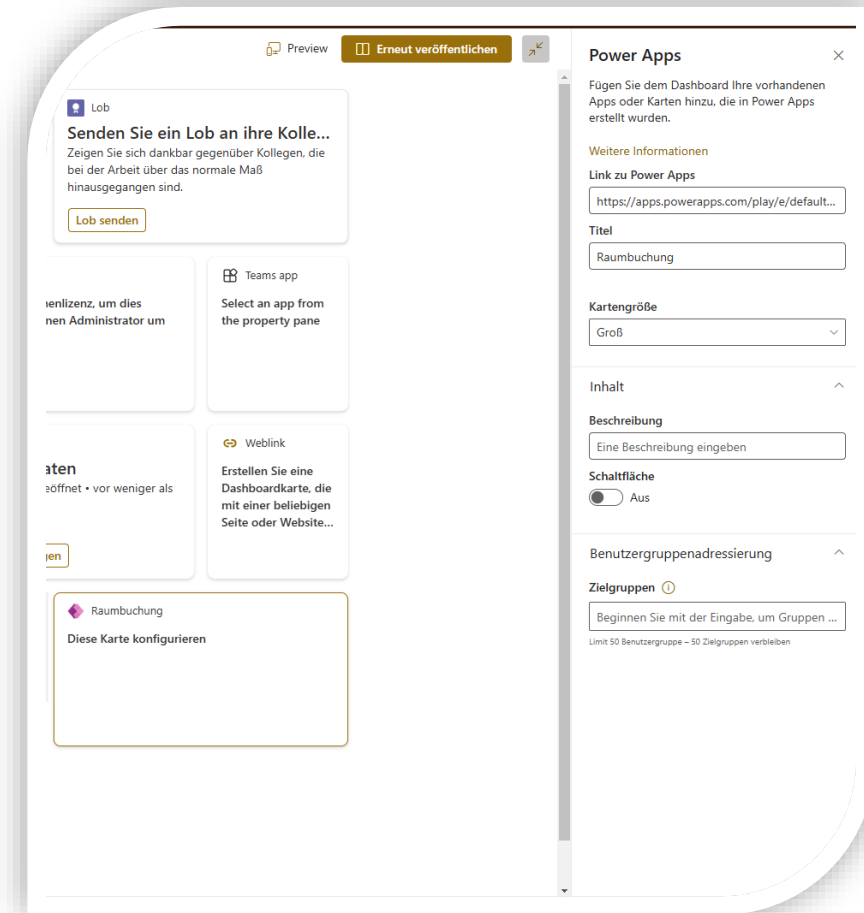 Preview
Erneut veröffentlichen
Lob
Senden Sie ein Lob an ihre Kolle...
Zeigen Sie sich dankbar gegenüber Kollegen, die
bei der Arbeit über das normale Maß
hinausgegangen sind.
Lob senden
enlizenz, um dies
nen Administrator um
Teams app
Select an app from
the property pane
aten
eöffnet • vor weniger als
gen
Weblink
Erstellen Sie eine
Dashboardkarte, die
mit einer beliebigen
Seite oder Website...
Raumbuchung
Diese Karte konfigurieren
Power Apps
Fügen Sie dem Dashboard Ihre vorhandenen
Apps oder Karten hinzu, die in Power Apps
erstellt wurden.
Weitere Informationen
Link zu Power Apps
https://apps.powerapps.com/play/e/default...
Titel
Raumbuchung
Kartengröße
Groß
Inhalt
Beschreibung
Eine Beschreibung eingeben
Schaltfläche
Aus
Benutzergruppenadressierung
Zielgruppen
Beginnen Sie mit der Eingabe, um Gruppen ...
Limit 50 Benutzergruppe – 50 Zielgruppen verbleiben